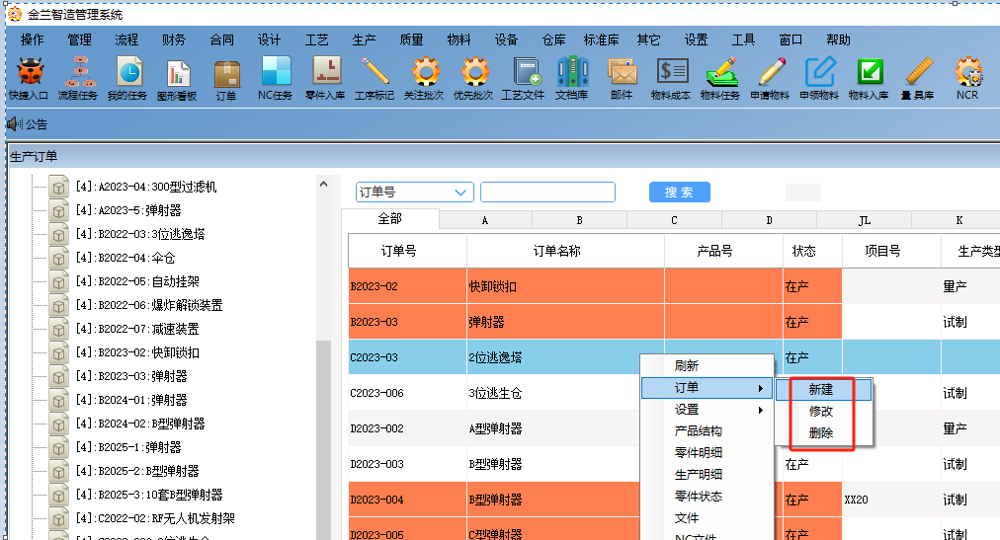 金兰智造管理系统
操作 管理 流程 财务 合同 设计 工艺 生产 质量 物料 设备 仓库 标准库 其它 设置 工具 窗口 帮助
快捷入口 流程任务 我的任务 图形看板 订单 NC任务 零件入库 工序标记 关注批次 优先批次 工艺文件 文档库 邮件 物料成本 物料任务 申请物料 申领物料 物料入库 量具库 NCR
公告
生产订单
[4]:A2023-04:300型过滤机
[4]:A2023-5:弹射器
[4]:B2022-03:3位逃逸塔
[4]:B2022-04:伞仓
[4]:B2022-05:自动挂架
[4]:B2022-06:爆炸解锁装置
[4]:B2022-07:减速装置
[4]:B2023-02:快卸锁扣
[4]:B2023-03:弹射器
[4]:B2024-01:弹射器
[4]:B2024-02:B型弹射器
[4]:B2025-1:弹射器
[4]:B2025-2:B型弹射器
[4]:B2025-3:10套B型弹射器
[4]:C2022-02:RF无人机发射架
订单号 搜 索
全部 A B C D JL K
订单号 订单名称 产品号 状态 项目号 生产类型
B2023-02 快卸锁扣 在产 量产
B2023-03 弹射器 在产 试制
C2023-03 2位逃逸塔 在产
C2023-006 3位逃生仓 试制
D2023-002 A型弹射器 量产
D2023-003 B型弹射器 在产 试制
D2023-004 B型弹射器 在产 XX20 试制
D2023-005 C型弹射器 在产 试制
刷新
订单
设置
产品结构
零件明细
生产明细
零件状态
文件
NC文件
新建
修改
删除